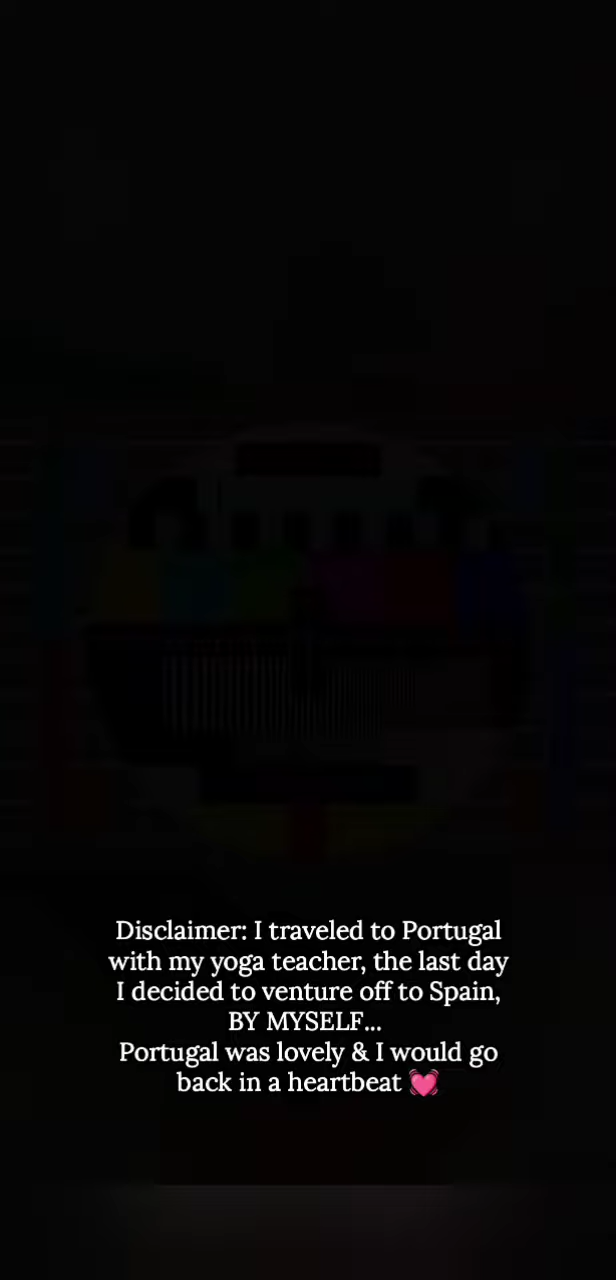 Disclaimer: I traveled to Portugal
with my yoga teacher, the last day
I decided to venture off to Spain,
BY MYSELF...
Portugal was lovely & I would go
back in a heartbeat 💓